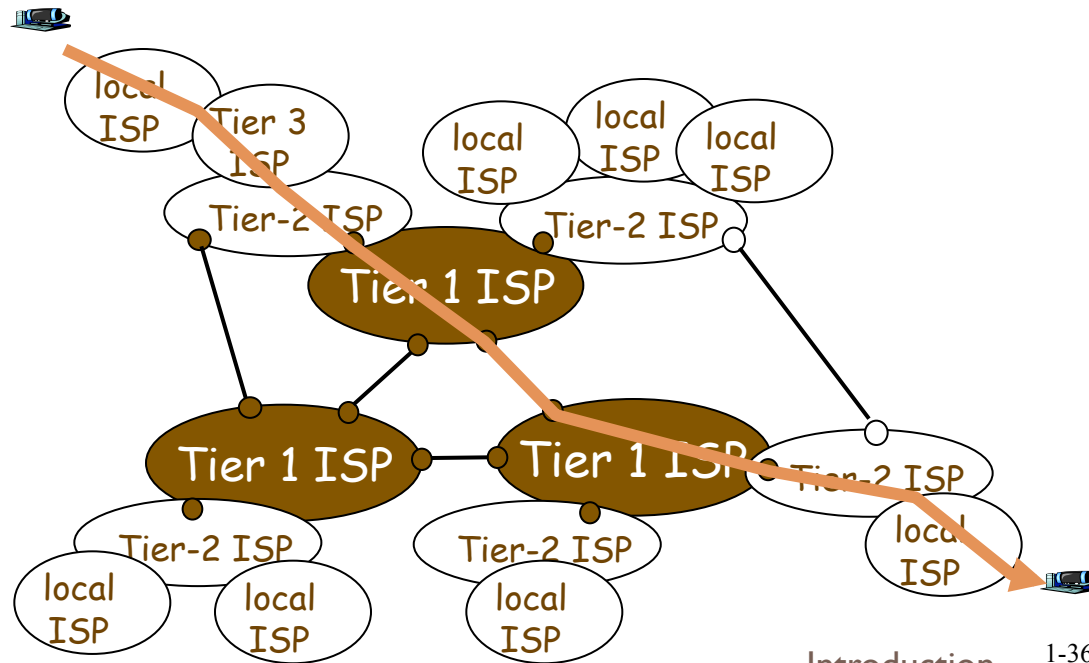 local
ISP
Tier 3
ISP
local
ISP
local
ISP
local
ISP
Tier-2 ISP
Tier-2 ISP
Tier 1 ISP
Tier 1 ISP
Tier 1 ISP
Tier-2 ISP
local
ISP
Tier-2 ISP
Tier-2 ISP
local
ISP
local
ISP
local
ISP
Introduction
1-36